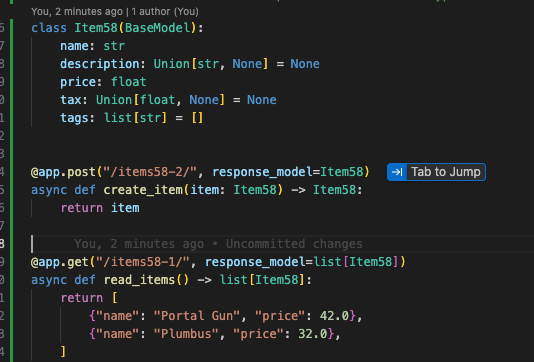 You, 2 minutes ago | 1 author (You)
6 class Item58(BaseModel):
7 name: str
8 description: Union[str, None] = None
9 price: float
0 tax: Union[float, None] = None
1 tags: list[str] = []
2
3
4 @app.post("/items58-2/", response_model=Item58) Tab to Jump
5 async def create_item(item: Item58) -> Item58:
6 return item
7
8 You, 2 minutes ago • Uncommitted changes
9 @app.get("/items58-1/", response_model=list[Item58])
0 async def read_items() -> list[Item58]:
1 return [
2 {"name": "Portal Gun", "price": 42.0},
3 {"name": "Plumbus", "price": 32.0},
4 ]